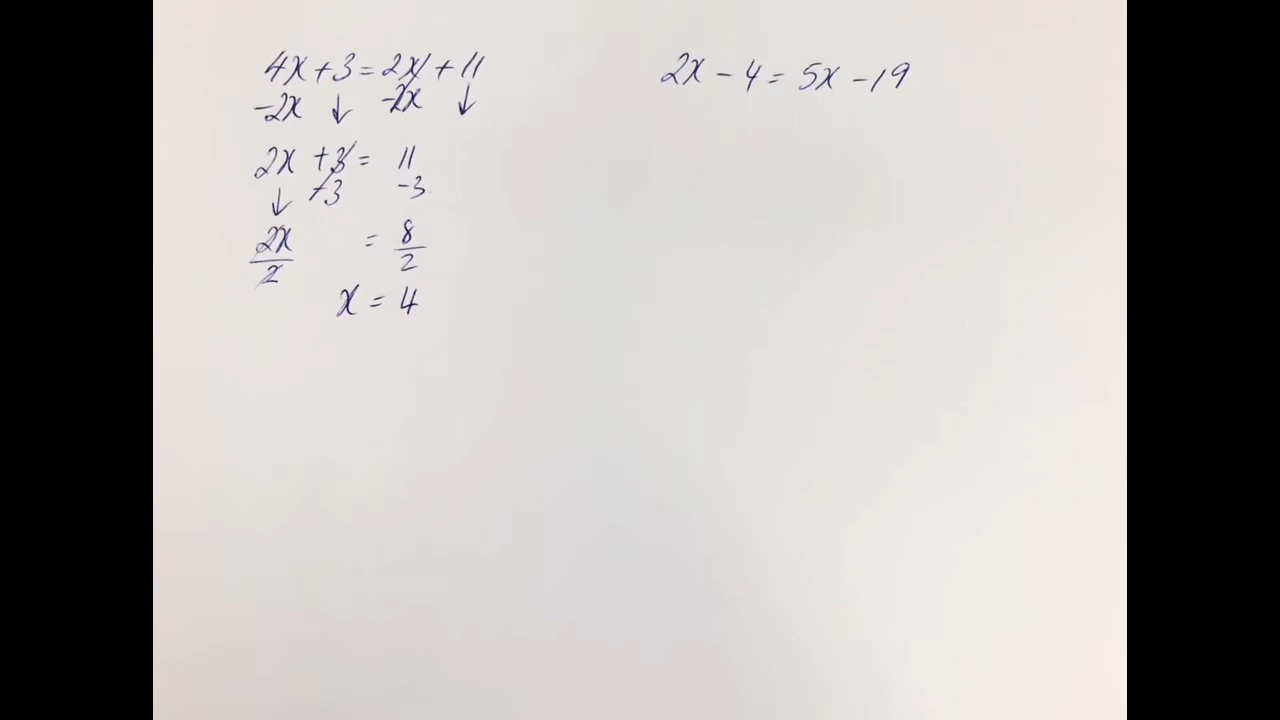 4x + 3 = 2x + 11
-2x ↓ -2x ↓
2x + 3 = 11
↓ -3 -3
2x = 8
2 2
x = 4
2x - 4 = 5x - 19